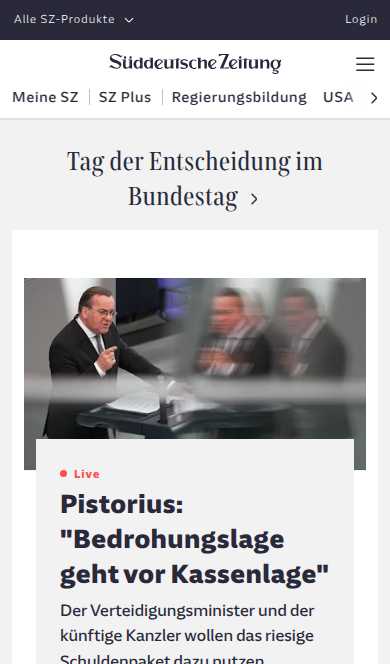 Alle SZ-Produkte
Login
Süddeutsche Zeitung
Meine SZ
SZ Plus
Regierungsbildung
USA
Tag der Entscheidung im
Bundestag
Live
Pistorius:
"Bedrohungslage
geht vor Kassenlage"
Der Verteidigungsminister und der
künftige Kanzler wollen das riesige
Schuldenpaket dazu nutzen